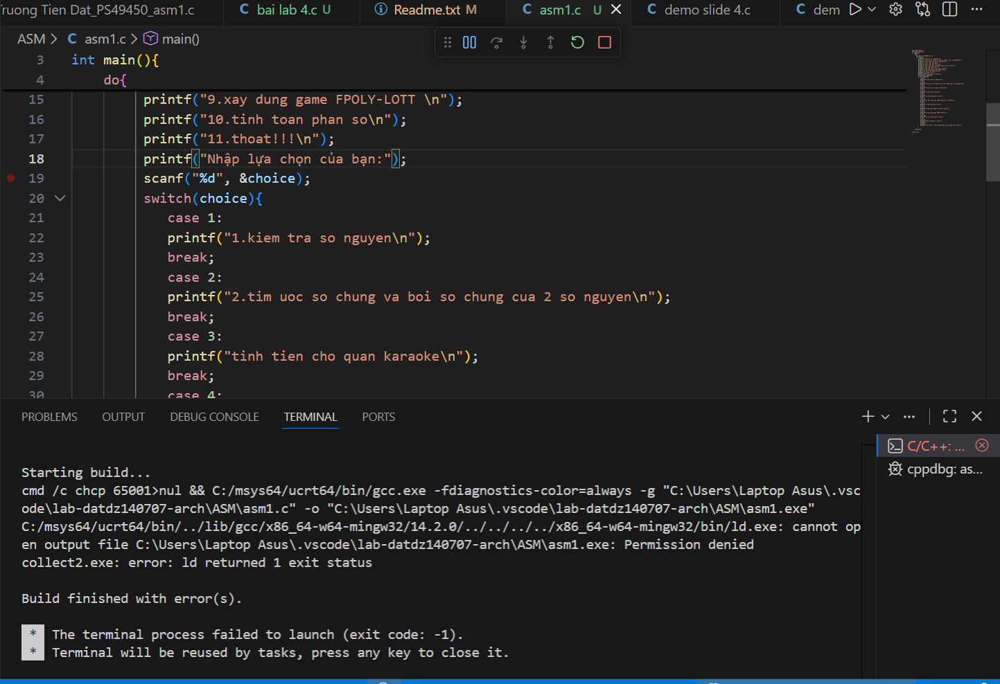 ruong Tien Dat_PS49450_asm1.c
C bai lab 4.c U
Readme.txt M
C asm1.c U
C demo slide 4.c
C dem
ASM > C asm1.c > main()
3 int main(){
4 do{
15 printf("9.xay dung game FPOLY-LOTT \n");
16 printf("10.tinh toan phan so\n");
17 printf("11.thoat!!!\n");
18 printf("Nhập lựa chọn của bạn:");
19 scanf("%d", &choice);
20 switch(choice){
21 case 1:
22 printf("1.kiem tra so nguyen\n");
23 break;
24 case 2:
25 printf("2.tim uoc so chung va boi so chung cua 2 so nguyen\n");
26 break;
27 case 3:
28 printf("tinh tien cho quan karaoke\n");
29 break;
30 case 4:
PROBLEMS OUTPUT DEBUG CONSOLE TERMINAL PORTS
C/C++: ...
cppdbg: as...
Starting build...
cmd /c chcp 65001>nul && C:/msys64/ucrt64/bin/gcc.exe -fdiagnostics-color=always -g "C:\Users\Laptop Asus\.vsc
ode\lab-datdz140707-arch\ASM\asm1.c" -o "C:\Users\Laptop Asus\.vscode\lab-datdz140707-arch\ASM\asm1.exe"
C:/msys64/ucrt64/bin/../lib/gcc/x86_64-w64-mingw32/14.2.0/../../../../x86_64-w64-mingw32/bin/ld.exe: cannot op
en output file C:\Users\Laptop Asus\.vscode\lab-datdz140707-arch\ASM\asm1.exe: Permission denied
collect2.exe: error: ld returned 1 exit status
Build finished with error(s).
* The terminal process failed to launch (exit code: -1).
* Terminal will be reused by tasks, press any key to close it.